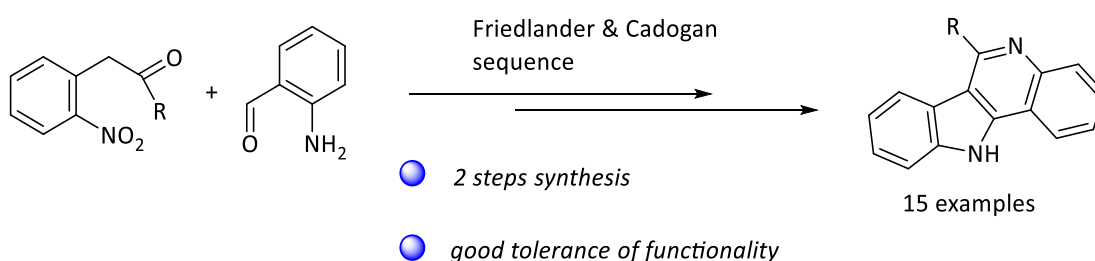 Friedlander & Cadogan
sequence
O
R
NO2
+
O
NH2
R
N
NH
2 steps synthesis
15 examples
good tolerance of functionality